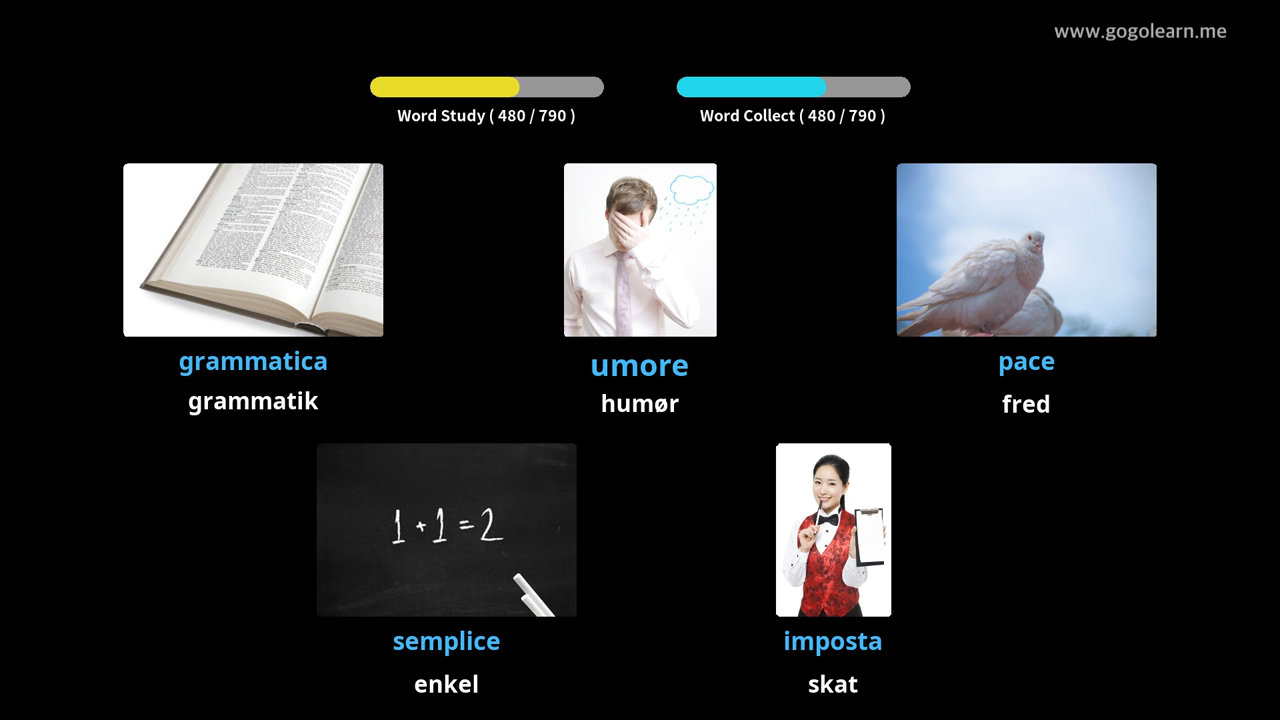 www.gogolearn.me
Word Study ( 480 / 790 )
Word Collect ( 480 / 790 )
grammatica
grammatik
umore
humør
pace
fred
1 + 1 = 2
semplice
enkel
imposta
skat